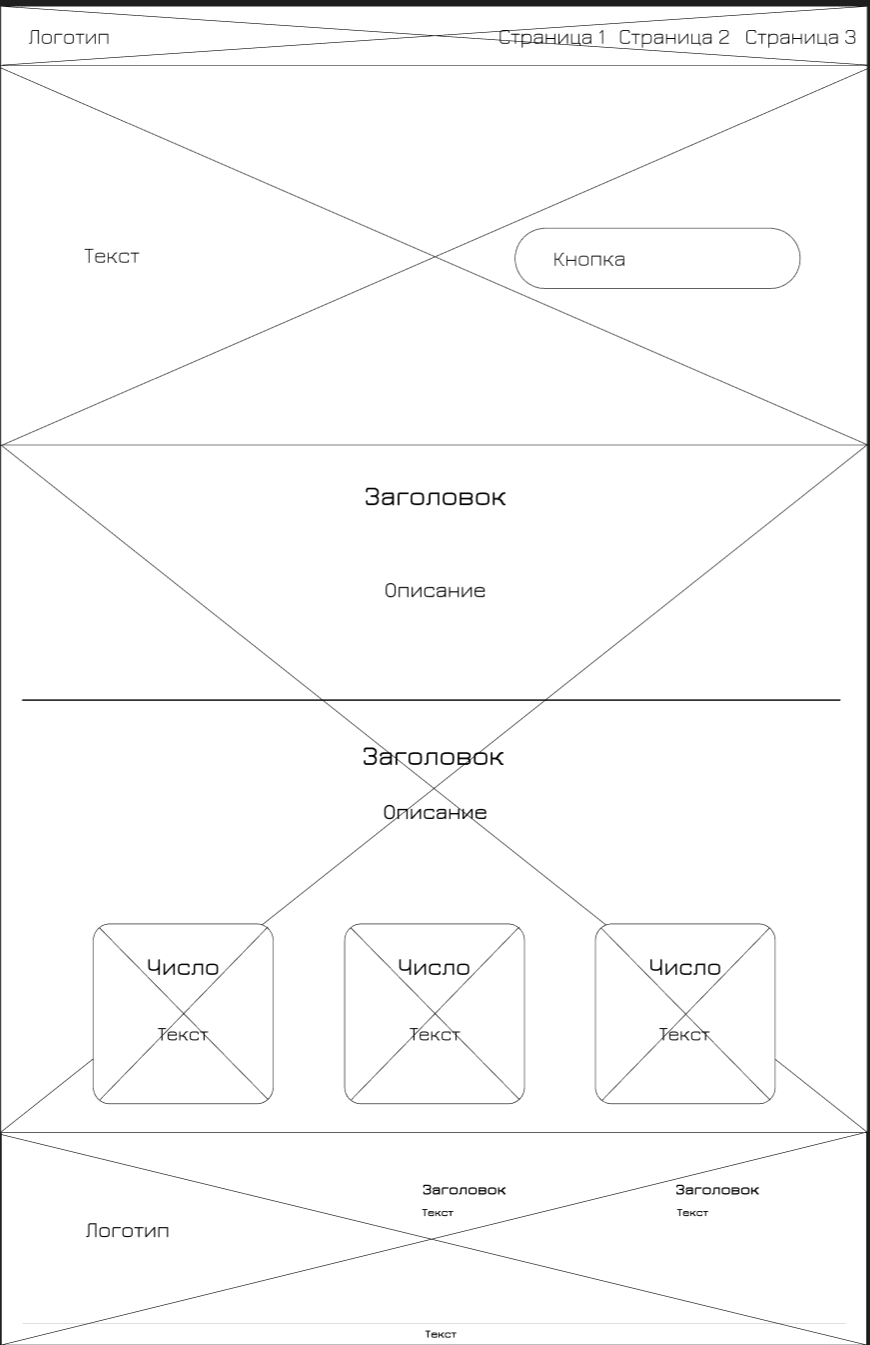 Логотип Страница 1 Страница 2 Страница 3
Текст Кнопка
Заголовок
Описание
Заголовок
Описание
Число Число Число
Текст Текст Текст
Заголовок Заголовок
Текст Текст
Логотип
Текст